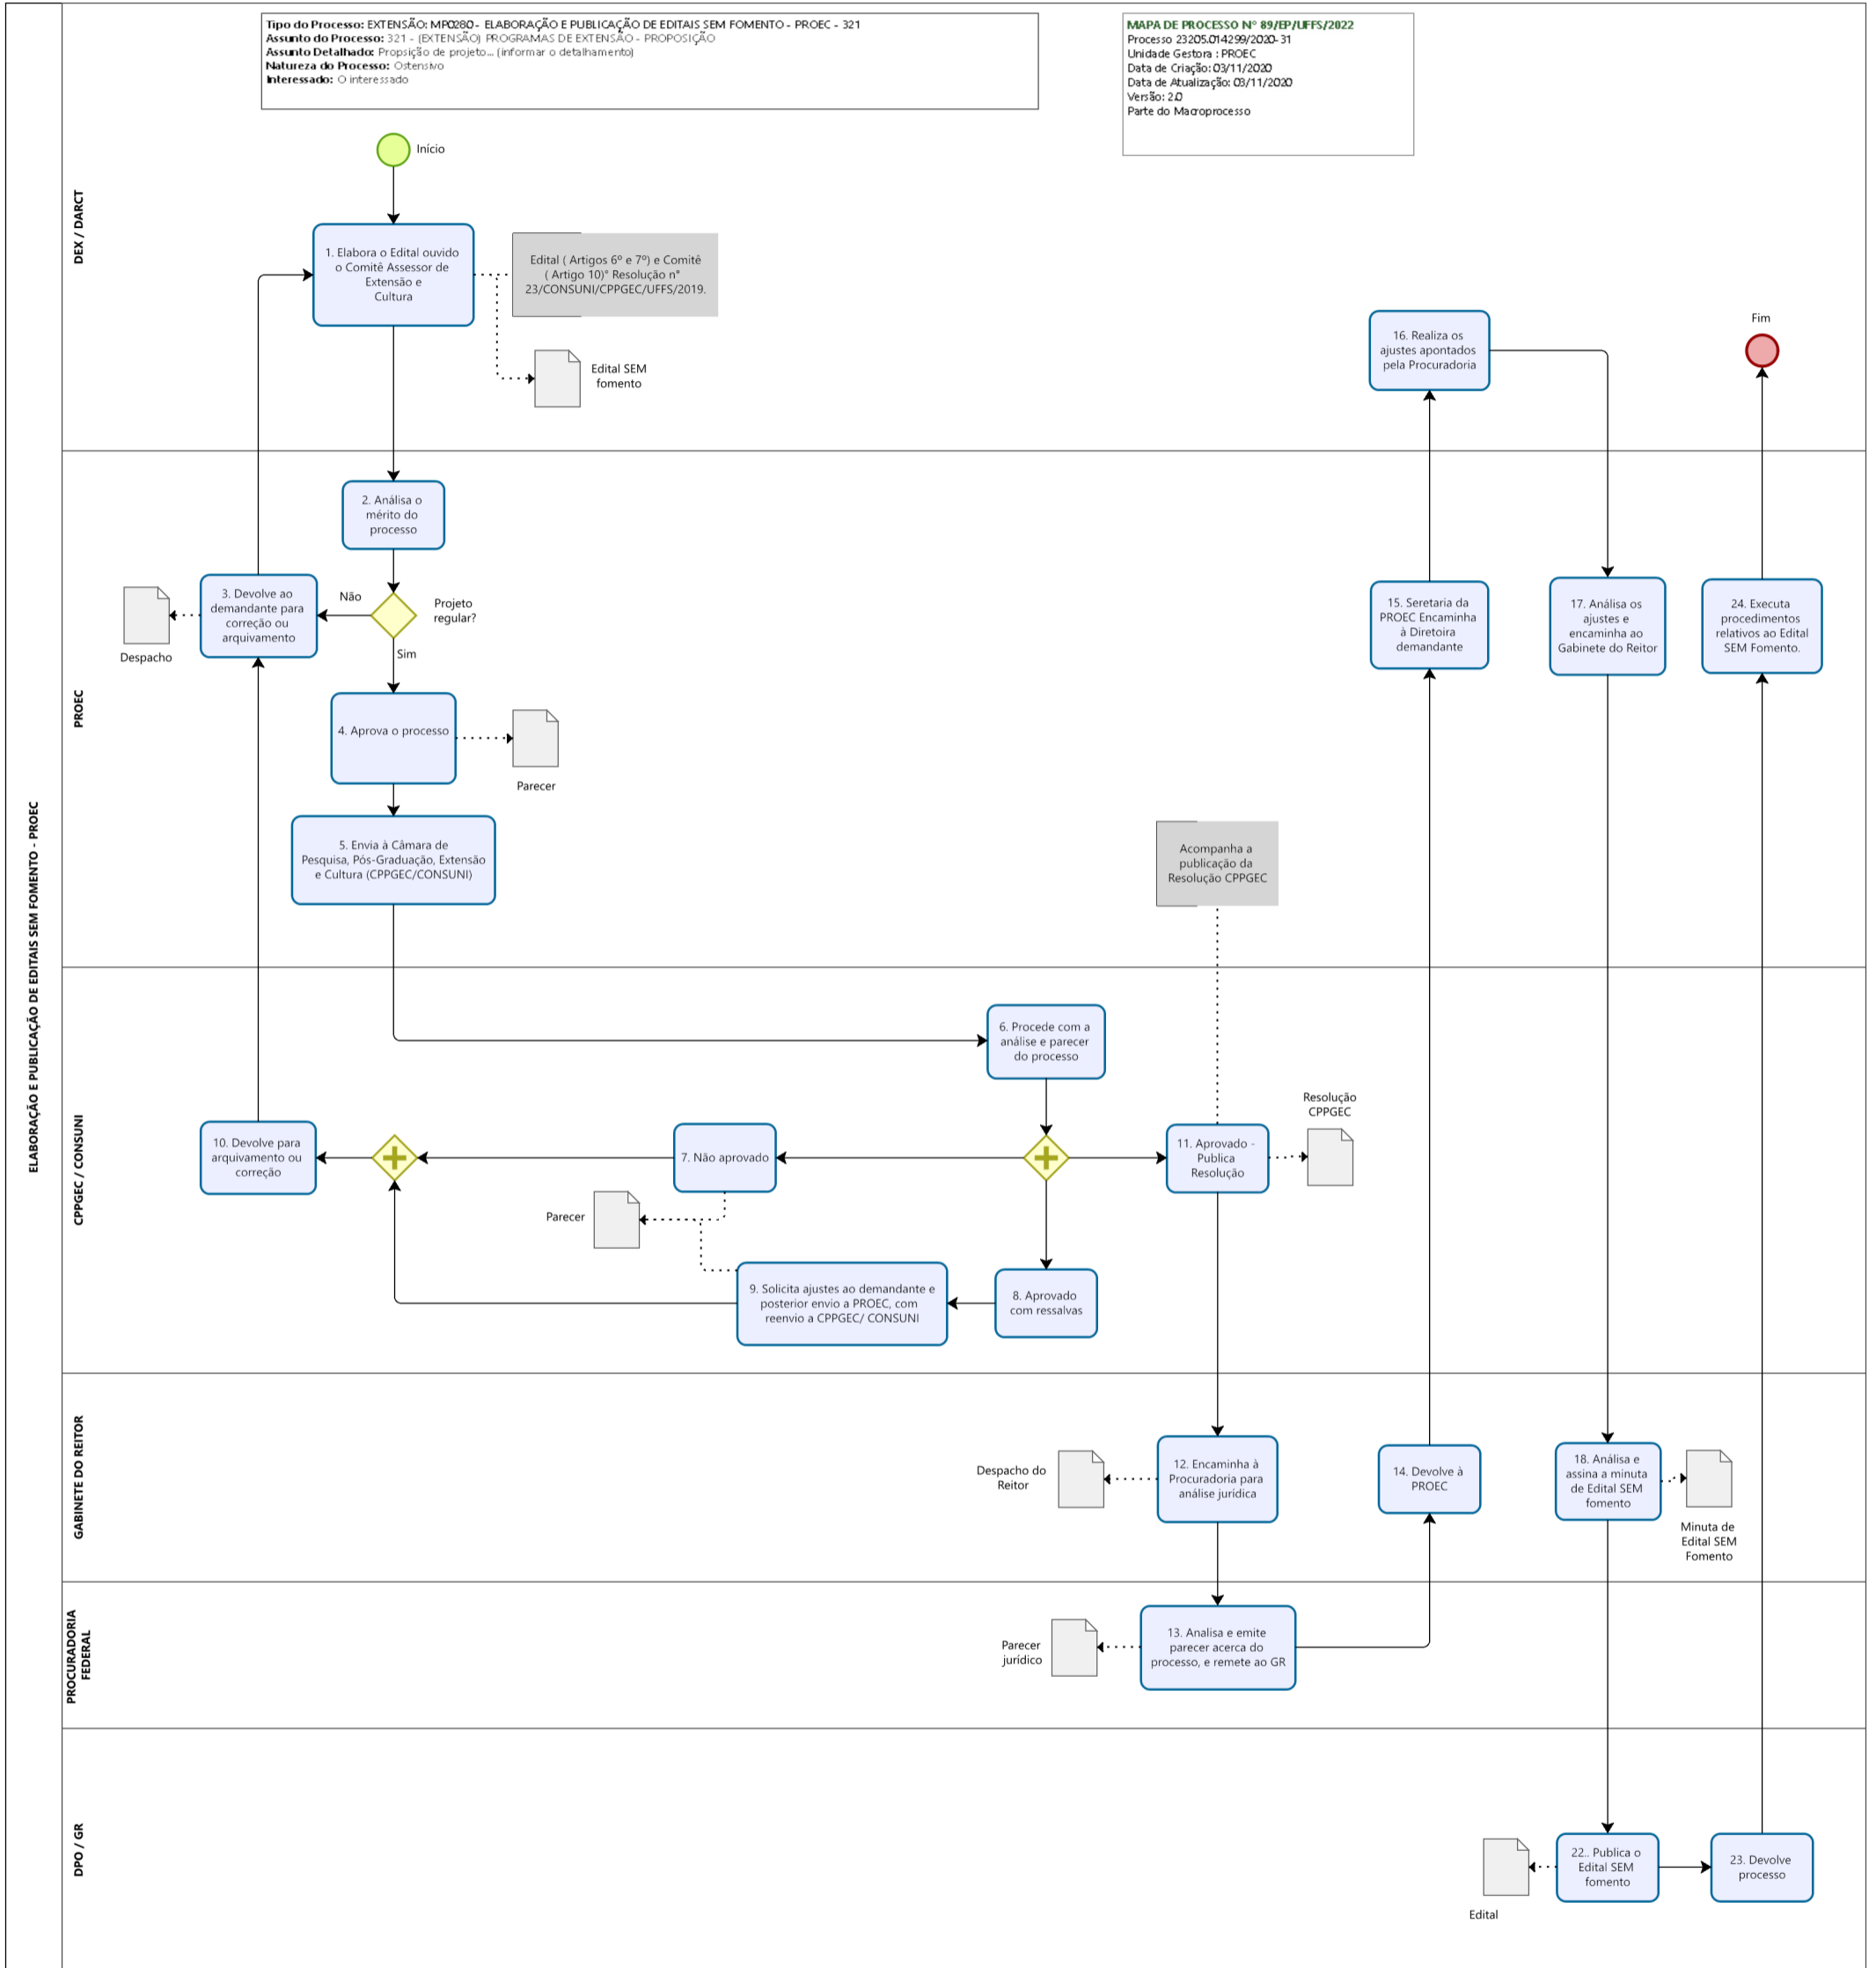 Tipo do Processo: EXTENSÃO: MP0280 - ELABORAÇÃO E PUBLICAÇÃO DE EDITAIS SEM FOMENTO - PROEC - 321
Assunto do Processo: 321 - (EXTENSÃO) PROGRAMAS DE EXTENSÃO - PROPOSIÇÃO
Assunto Detalhado: Propsição de projeto... (informar o detalhamento)
Natureza do Processo: Ostensivo
Interessado: O interessado
MAPA DE PROCESSO N° 89/EP/UFFS/2022
Processo 23205.014299/2020-31
Unidade Gestora : PROEC
Data de Criação: 03/11/2020
Data de Atualização: 03/11/2020
Versão: 2.0
Parte do Macroprocesso
ELABORAÇÃO E PUBLICAÇÃO DE EDITAIS SEM FOMENTO - PROEC
DEX / DARCT
Início
1. Elabora o Edital ouvido
o Comitê Assessor de
Extensão e
Cultura
Edital ( Artigos 6º e 7º) e Comitê
( Artigo 10)° Resolução n°
23/CONSUNI/CPPGEC/UFFS/2019.
Edital SEM
fomento
16. Realiza os
ajustes apontados
pela Procuradoria
Fim
PROEC
2. Análisa o
mérito do
processo
Projeto
regular?
Não
Sim
3. Devolve ao
demandante para
correção ou
arquivamento
Despacho
4. Aprova o processo
Parecer
5. Envia à Câmara de
Pesquisa, Pós-Graduação, Extensão
e Cultura (CPPGEC/CONSUNI)
Acompanha a
publicação da
Resolução CPPGEC
15. Seretaria da
PROEC Encaminha
à Diretoira
demandante
17. Análisa os
ajustes e
encaminha ao
Gabinete do Reitor
24. Executa
procedimentos
relativos ao Edital
SEM Fomento.
CPPGEC / CONSUNI
6. Procede com a
análise e parecer
do processo
10. Devolve para
arquivamento ou
correção
7. Não aprovado
11. Aprovado -
Publica
Resolução
Resolução
CPPGEC
Parecer
9. Solicita ajustes ao demandante e
posterior envio a PROEC, com
reenvio a CPPGEC/ CONSUNI
8. Aprovado
com ressalvas
GABINETE DO REITOR
Despacho do
Reitor
12. Encaminha à
Procuradoria para
análise jurídica
14. Devolve à
PROEC
18. Análisa e
assina a minuta
de Edital SEM
fomento
Minuta de
Edital SEM
Fomento
PROCURADORIA
FEDERAL
Parecer
jurídico
13. Analisa e emite
parecer acerca do
processo, e remete ao GR
DPO / GR
22.. Publica o
Edital SEM
fomento
23. Devolve
processo
Edital